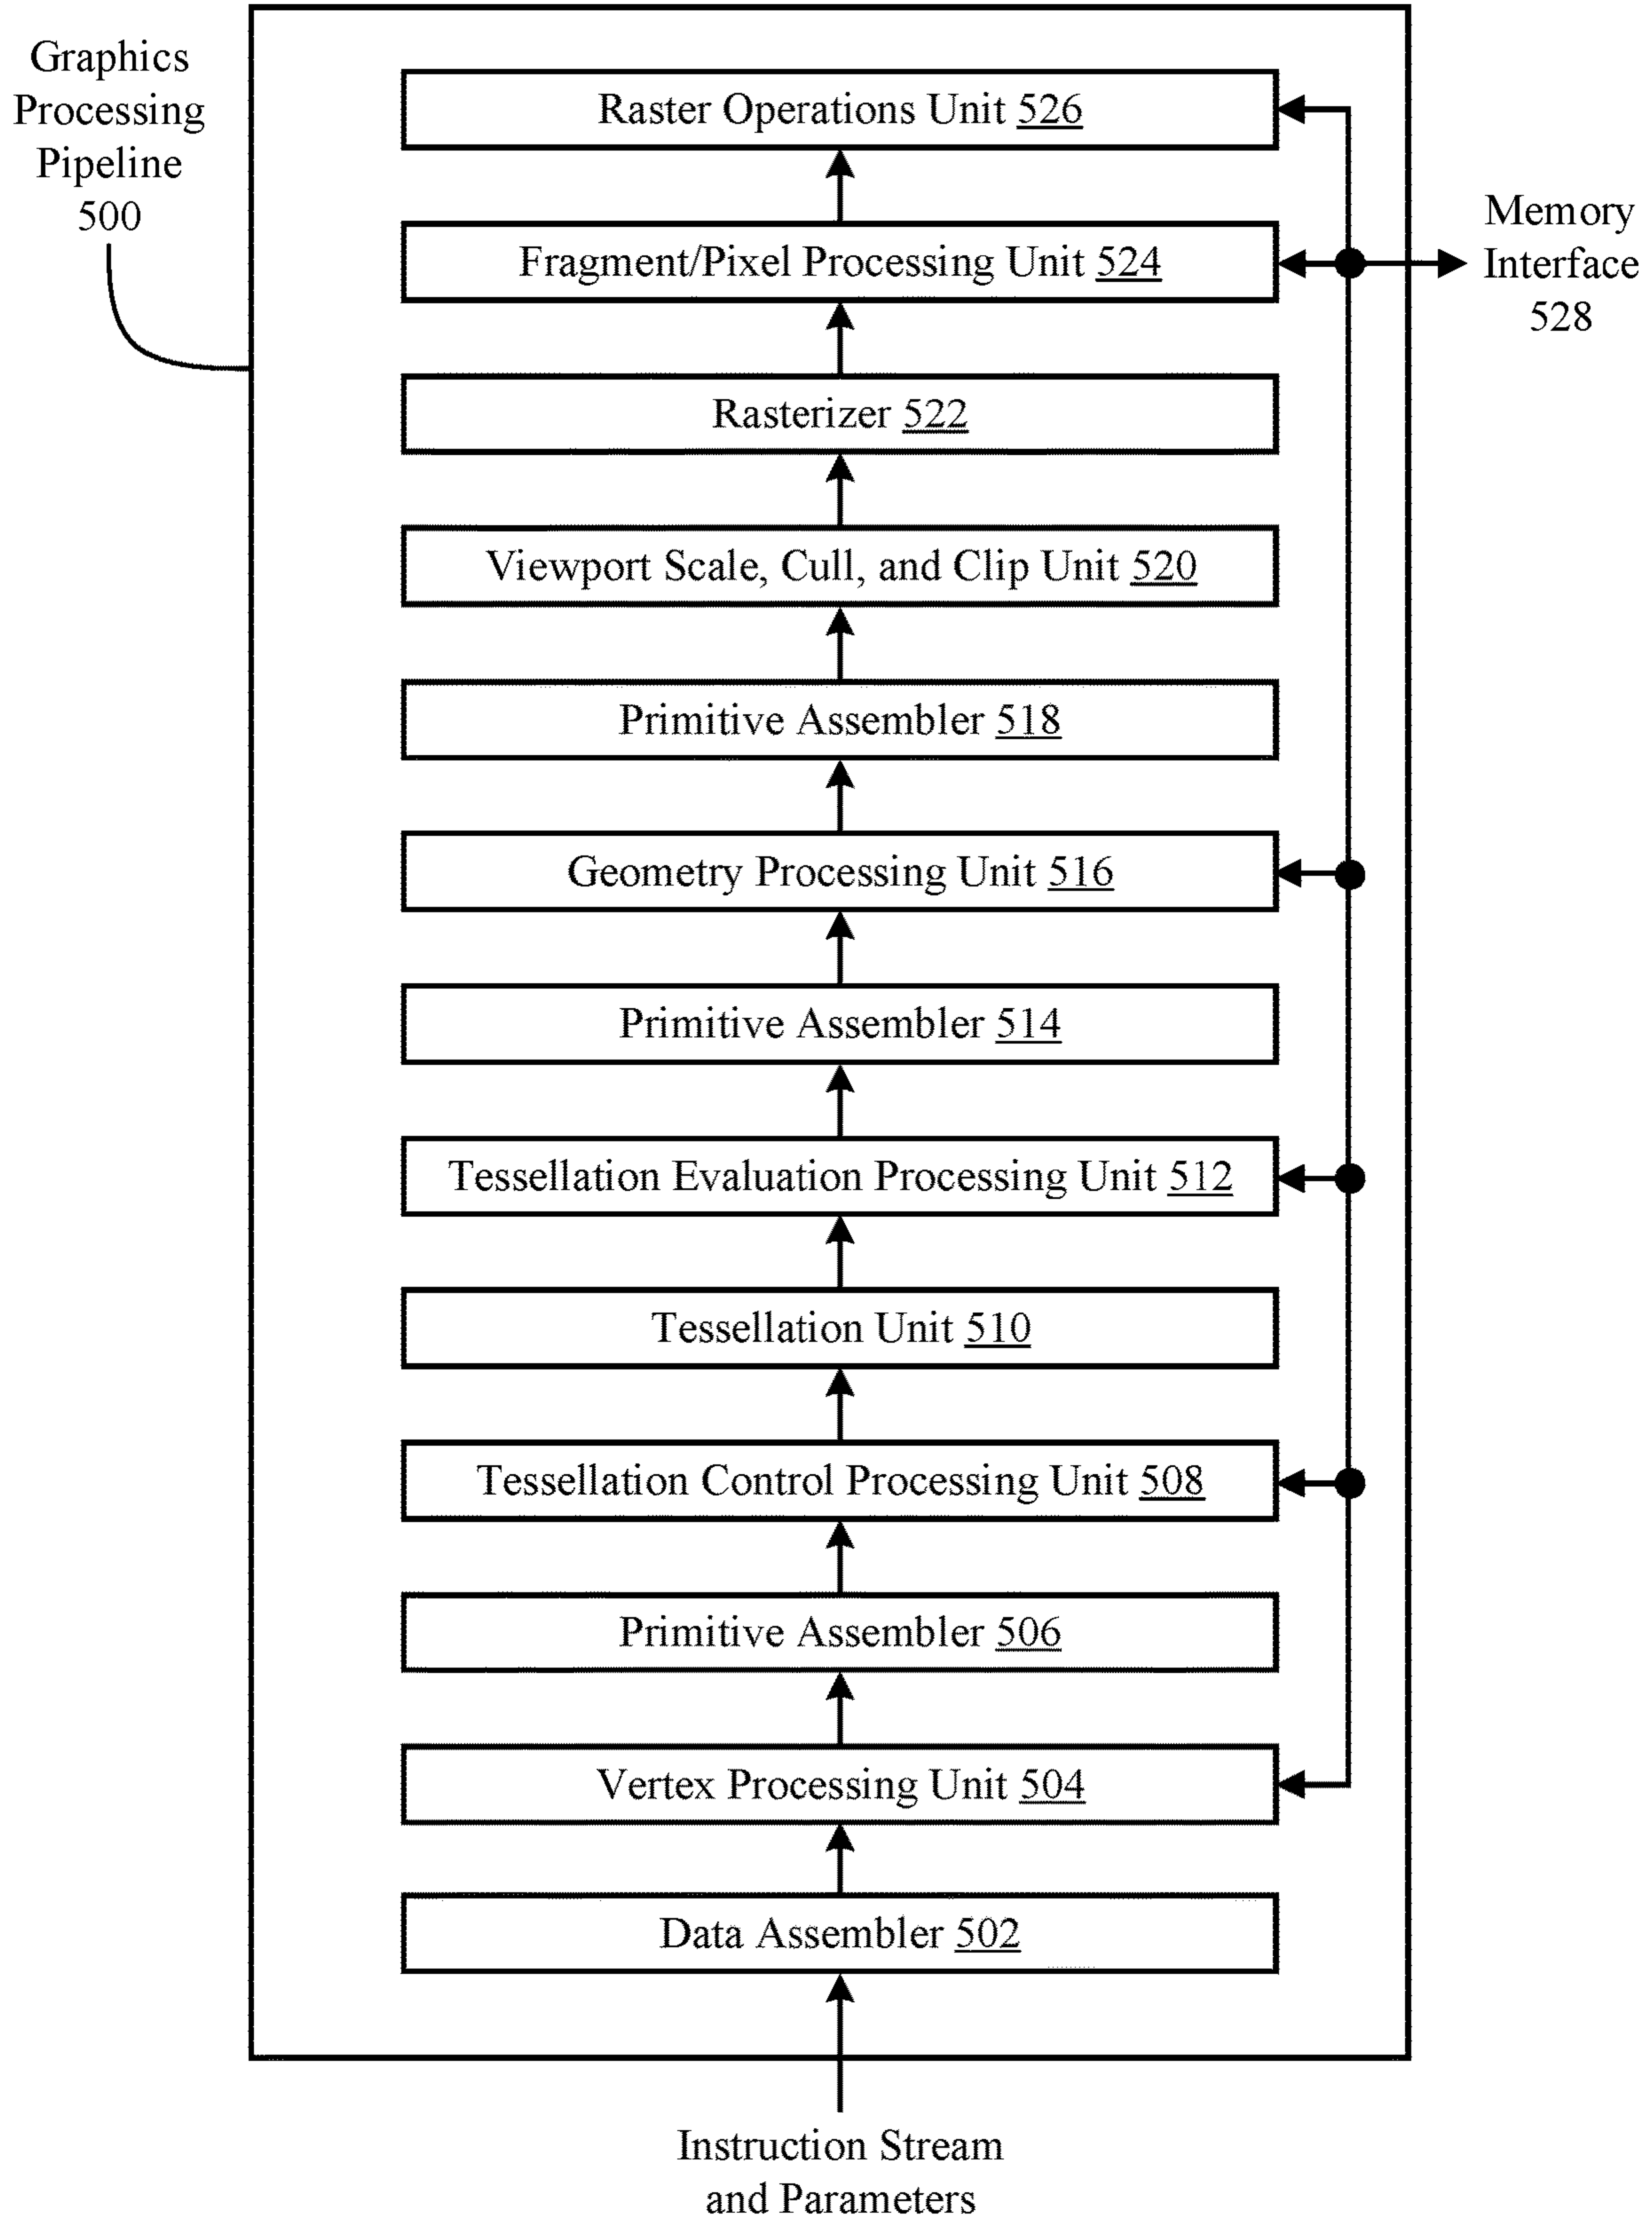 Graphics
Processing
Pipeline
500
Raster Operations Unit 526
Fragment/Pixel Processing Unit 524
Memory
Interface
528
Rasterizer 522
Viewport Scale, Cull, and Clip Unit 520
Primitive Assembler 518
Geometry Processing Unit 516
Primitive Assembler 514
Tessellation Evaluation Processing Unit 512
Tessellation Unit 510
Tessellation Control Processing Unit 508
Primitive Assembler 506
Vertex Processing Unit 504
Data Assembler 502
Instruction Stream
and Parameters